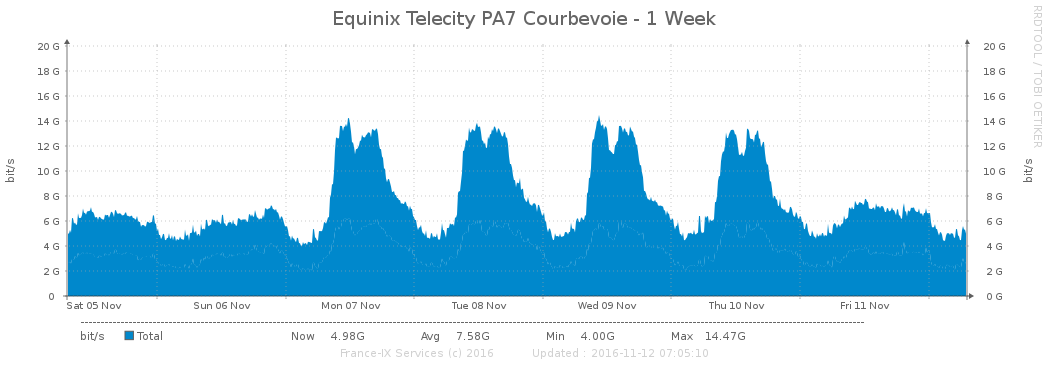 Equinix Telecity PA7 Courbevoie - 1 Week
RRDTOOL / TOBI OETIKER
20 G 20 G
18 G 18 G
16 G 16 G
14 G 14 G
12 G 12 G
10 G 10 G
8 G 8 G
6 G 6 G
4 G 4 G
2 G 2 G
0 0 G
bit/s bit/s
Sat 05 Nov Sun 06 Nov Mon 07 Nov Tue 08 Nov Wed 09 Nov Thu 10 Nov Fri 11 Nov
bit/s Total Now 4.98G Avg 7.58G Min 4.00G Max 14.47G
France-IX Services (c) 2016 Updated : 2016-11-12 07:05:10